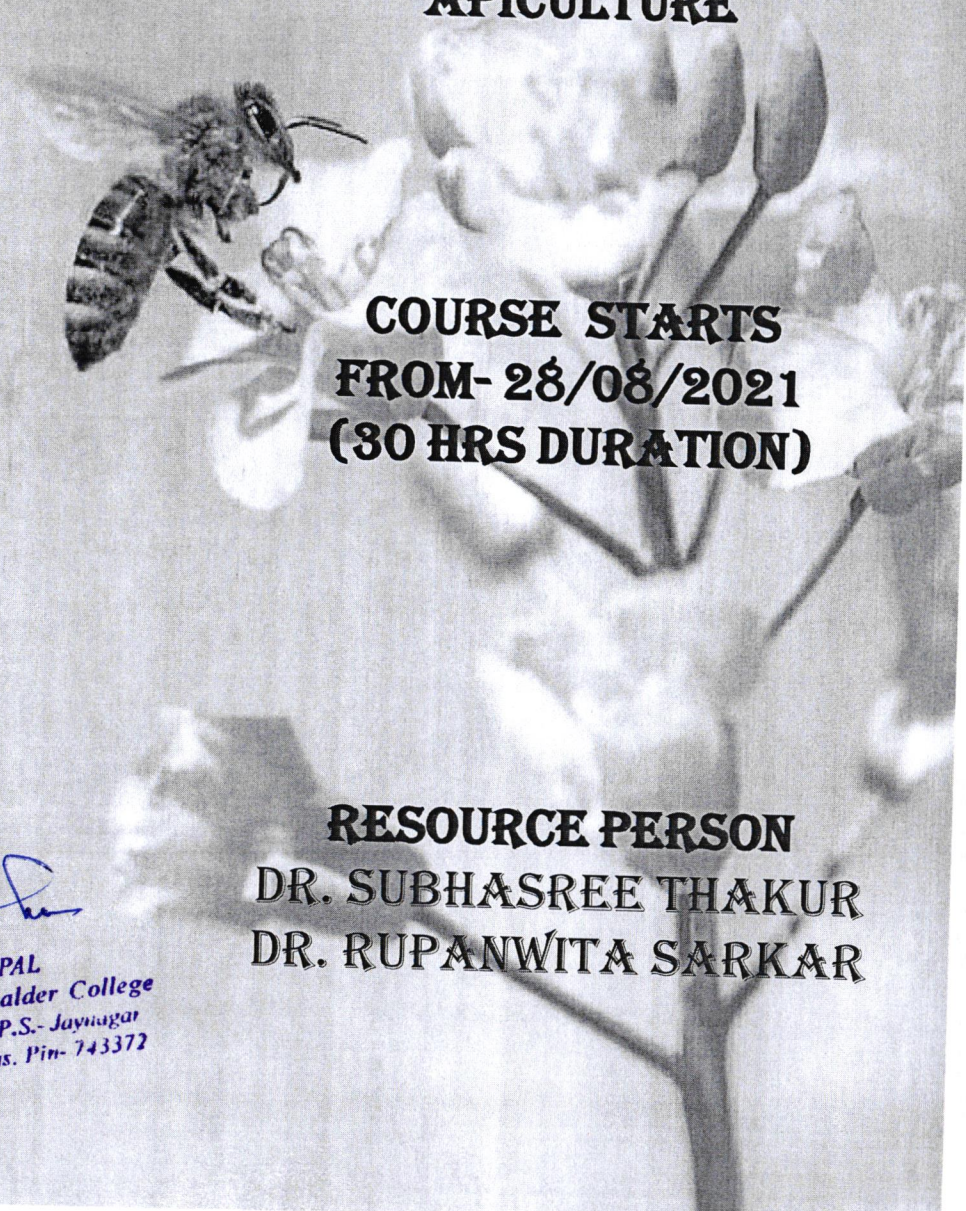 APICULTURE
COURSE STARTS
FROM- 28/08/2021
(30 HRS DURATION)
RESOURCE PERSON
DR. SUBHASREE THAKUR
DR. RUPANWITA SARKAR
PAL
alder College
P.S.- Jaynagar
s. Pin- 743372